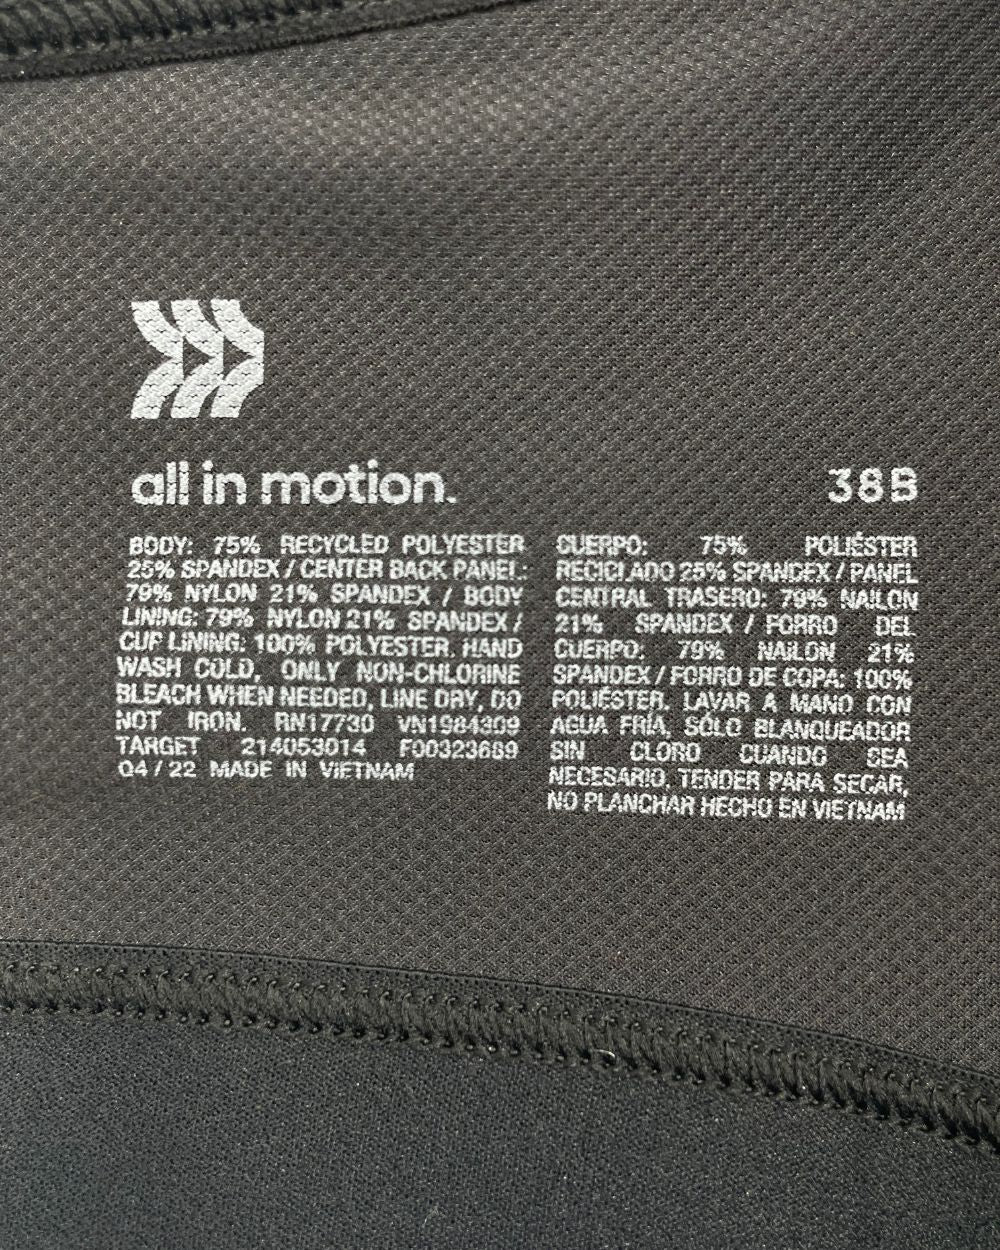 all in motion.
38B
BODY: 75% RECYCLED POLYESTER
25% SPANDEX / CENTER BACK PANEL:
79% NYLON 21% SPANDEX / BODY
LINING: 79% NYLON 21% SPANDEX /
CUP LINING: 100% POLYESTER. HAND
WASH COLD, ONLY NON-CHLORINE
BLEACH WHEN NEEDED, LINE DRY, DO
NOT IRON. RN17730 VN1984309
TARGET 214053014 F00323689
04 / 22 MADE IN VIETNAM
CUERPO: 75% POLIÉSTER
RECICLADO 25% SPANDEX / PANEL
CENTRAL TRASERO: 79% NAILON
21% SPANDEX / FORRO DEL
CUERPO: 79% NAILON 21%
SPANDEX / FORRO DE COPA: 100%
POLIÉSTER. LAVAR A MANO CON
AGUA FRÍA, SÓLO BLANQUEADOR
SIN CLORO CUANDO SEA
NECESARIO, TENDER PARA SECAR,
NO PLANCHAR HECHO EN VIETNAM